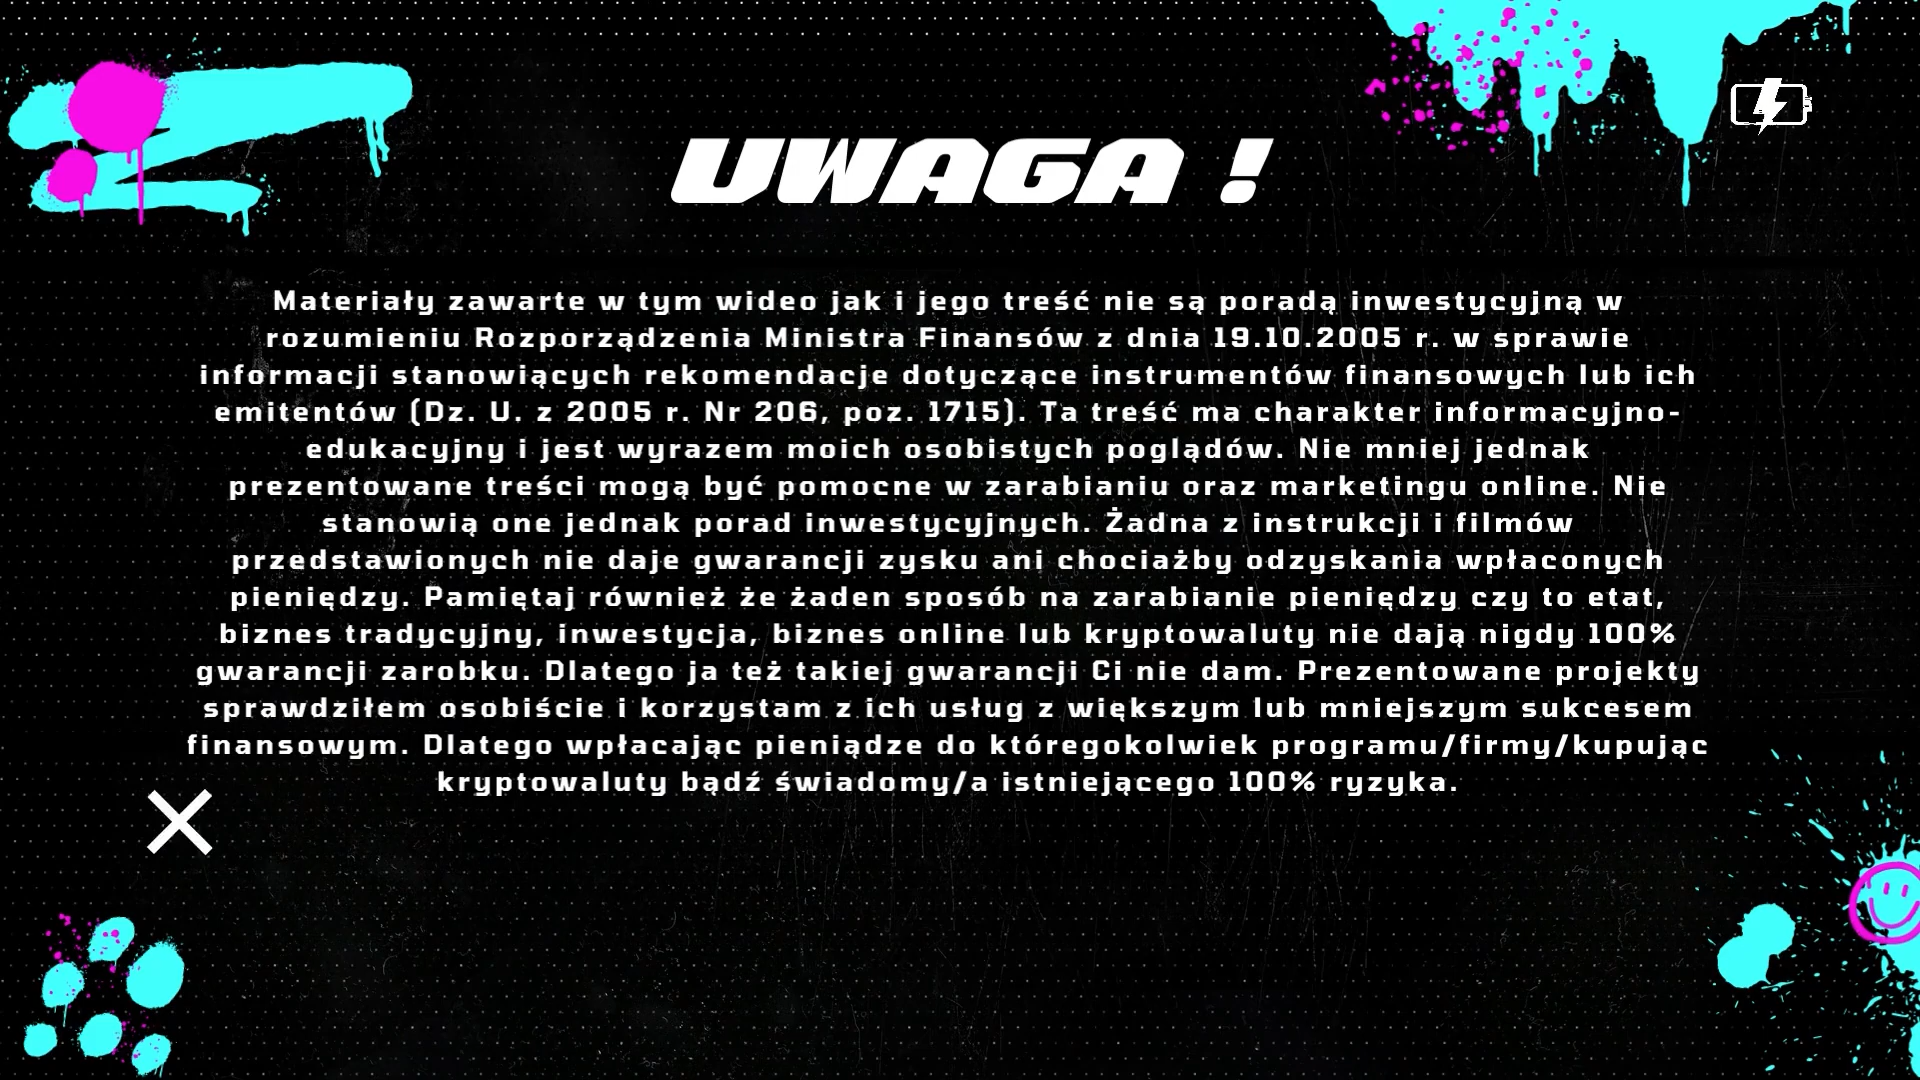 UWAGA !
Materiały zawarte w tym wideo jak i jego treść nie są poradą inwestycyjną w
rozumieniu Rozporządzenia Ministra Finansów z dnia 19.10.2005 r. w sprawie
informacji stanowiących rekomendacje dotyczące instrumentów finansowych lub ich
emitentów (Dz. U. z 2005 r. Nr 206, poz. 1715). Ta treść ma charakter informacyjno-
edukacyjny i jest wyrazem moich osobistych poglądów. Nie mniej jednak
prezentowane treści mogą być pomocne w zarabianiu oraz marketingu online. Nie
stanowią one jednak porad inwestycyjnych. Żadna z instrukcji i filmów
przedstawionych nie daje gwarancji zysku ani chociażby odzyskania wpłaconych
pieniędzy. Pamiętaj również że żaden sposób na zarabianie pieniędzy czy to etat,
biznes tradycyjny, inwestycja, biznes online lub kryptowaluty nie dają nigdy 100%
gwarancji zarobku. Dlatego ja też takiej gwarancji Ci nie dam. Prezentowane projekty
sprawdziłem osobiście i korzystam z ich usług z większym lub mniejszym sukcesem
finansowym. Dlatego wpłacając pieniądze do któregokolwiek programu/firmy/kupując
kryptowaluty bądź świadomy/a istniejącego 100% ryzyka.